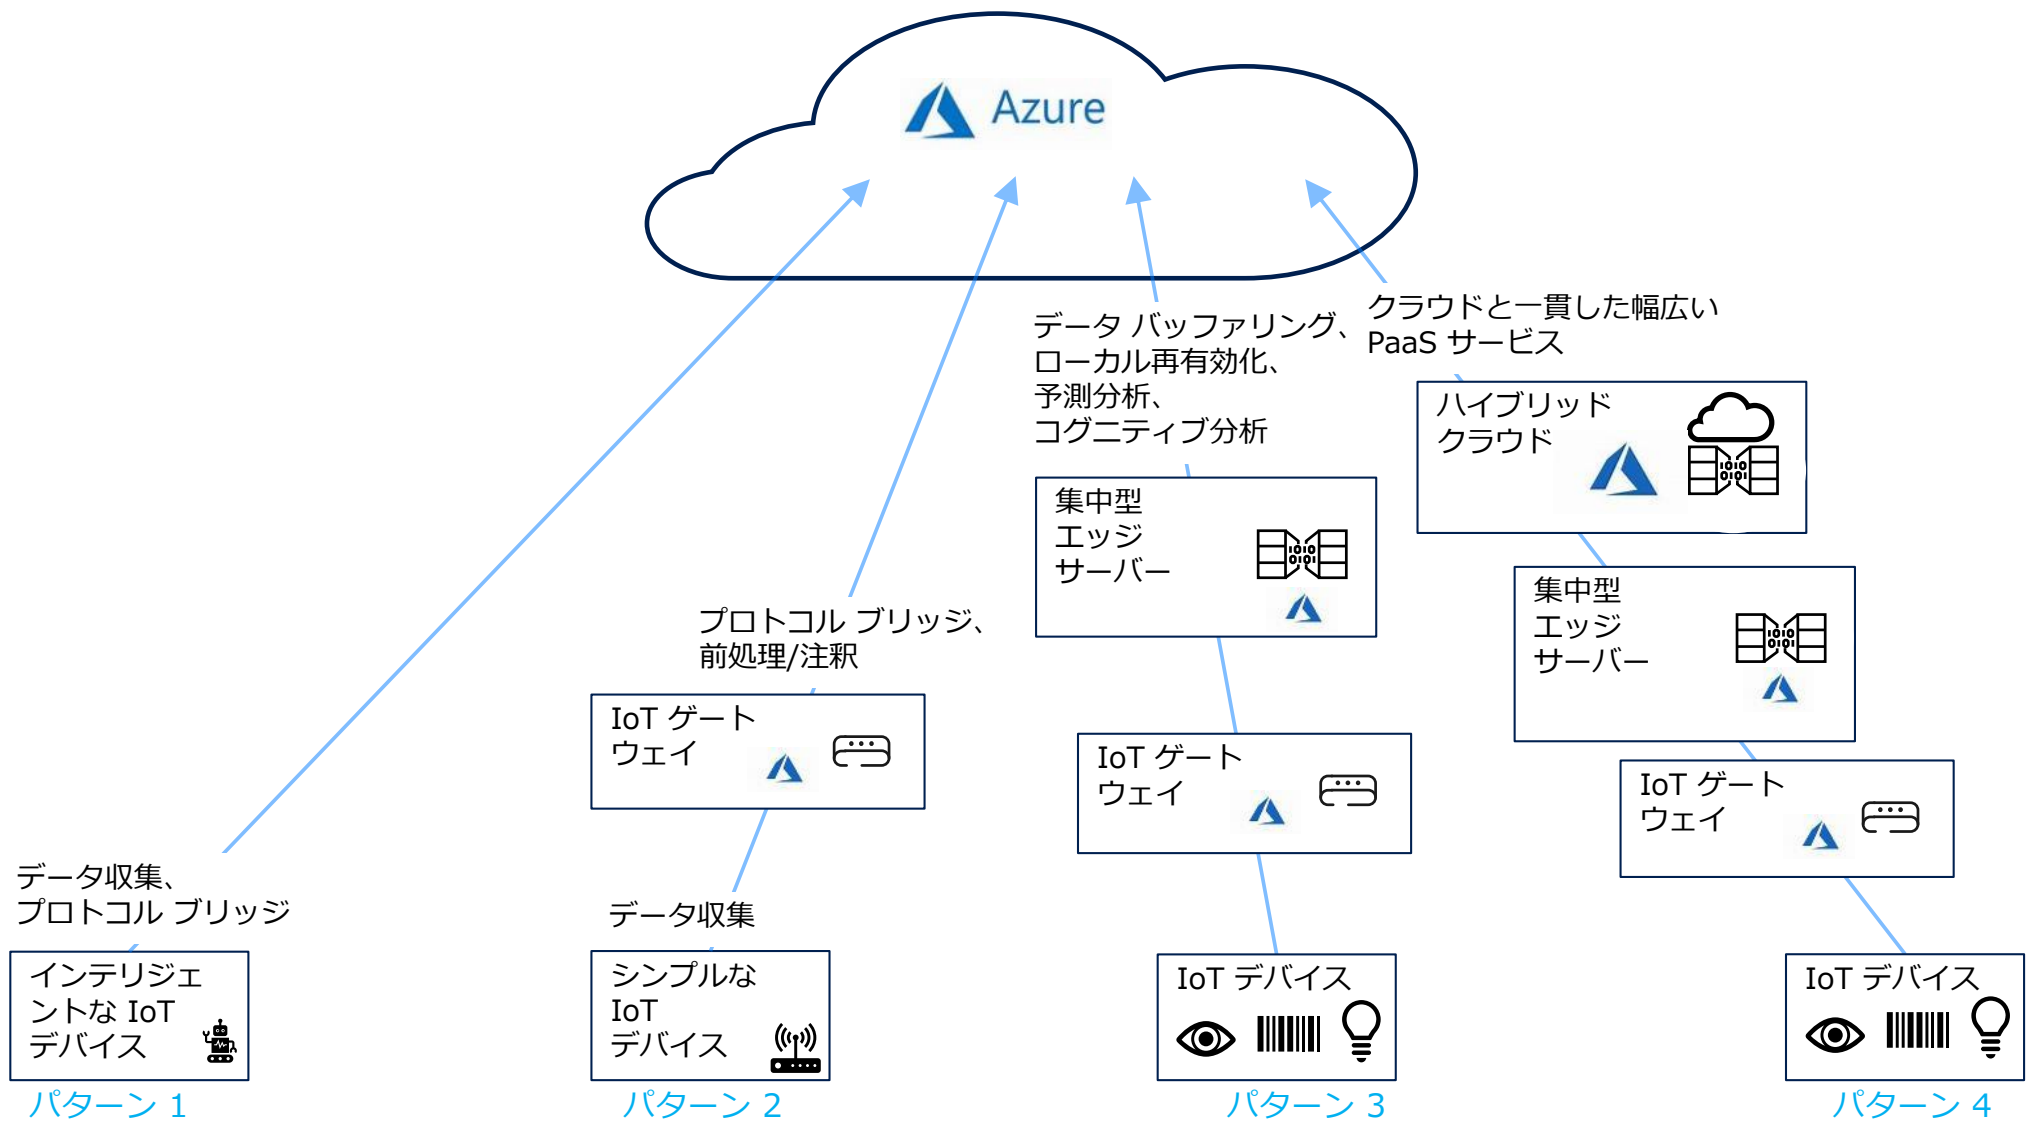 Azure
データ収集、
プロトコル ブリッジ
インテリジェ
ントな IoT
デバイス
パターン 1
プロトコル ブリッジ、
前処理/注釈
IoT ゲート
ウェイ
データ収集
シンプルな
IoT
デバイス
パターン 2
データ バッファリング、
ローカル再有効化、
予測分析、
コグニティブ分析
集中型
エッジ
サーバー
IoT ゲート
ウェイ
IoT デバイス
パターン 3
クラウドと一貫した幅広い
PaaS サービス
ハイブリッド
クラウド
集中型
エッジ
サーバー
IoT ゲート
ウェイ
IoT デバイス
パターン 4